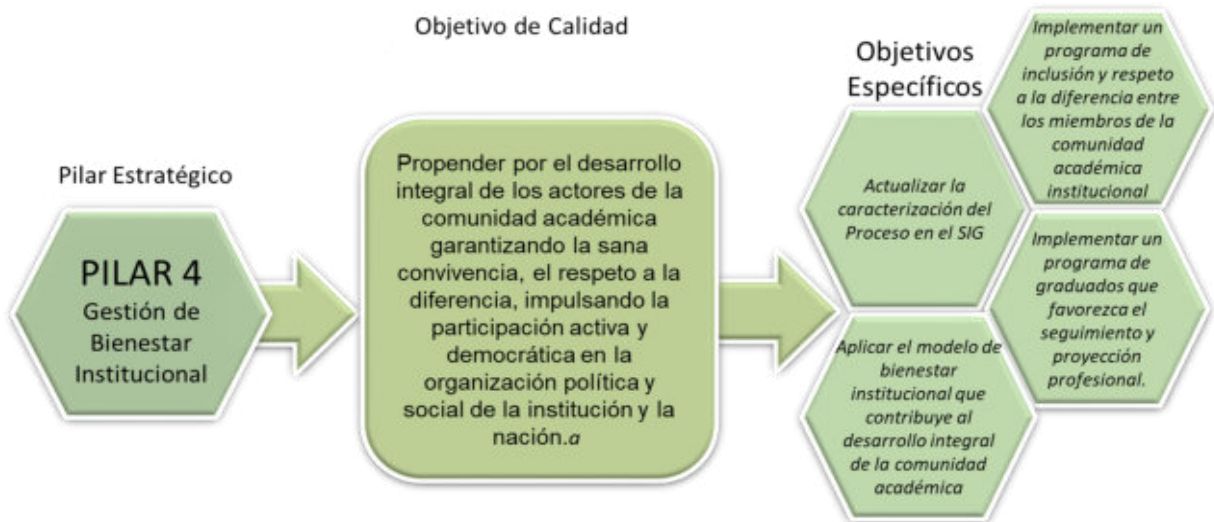 Objetivo de Calidad
Pilar Estratégico
PILAR 4
Gestión de
Bienestar
Institucional
Propender por el desarrollo
integral de los actores de la
comunidad académica
garantizando la sana
convivencia, el respeto a la
diferencia, impulsando la
participación activa y
democrática en la
organización política y
social de la institución y la
nación.a
Objetivos
Específicos
Implementar un
programa de
inclusión y respeto
a la diferencia entre
los miembros de la
comunidad
académica
institucional
Actualizar la
caracterización del
Proceso en el SIG
Implementar un
programa de
graduados que
favorezca el
seguimiento y
proyección
profesional.
Aplicar el modelo de
bienestar
institucional que
contribuye al
desarrollo integral
de la comunidad
académica